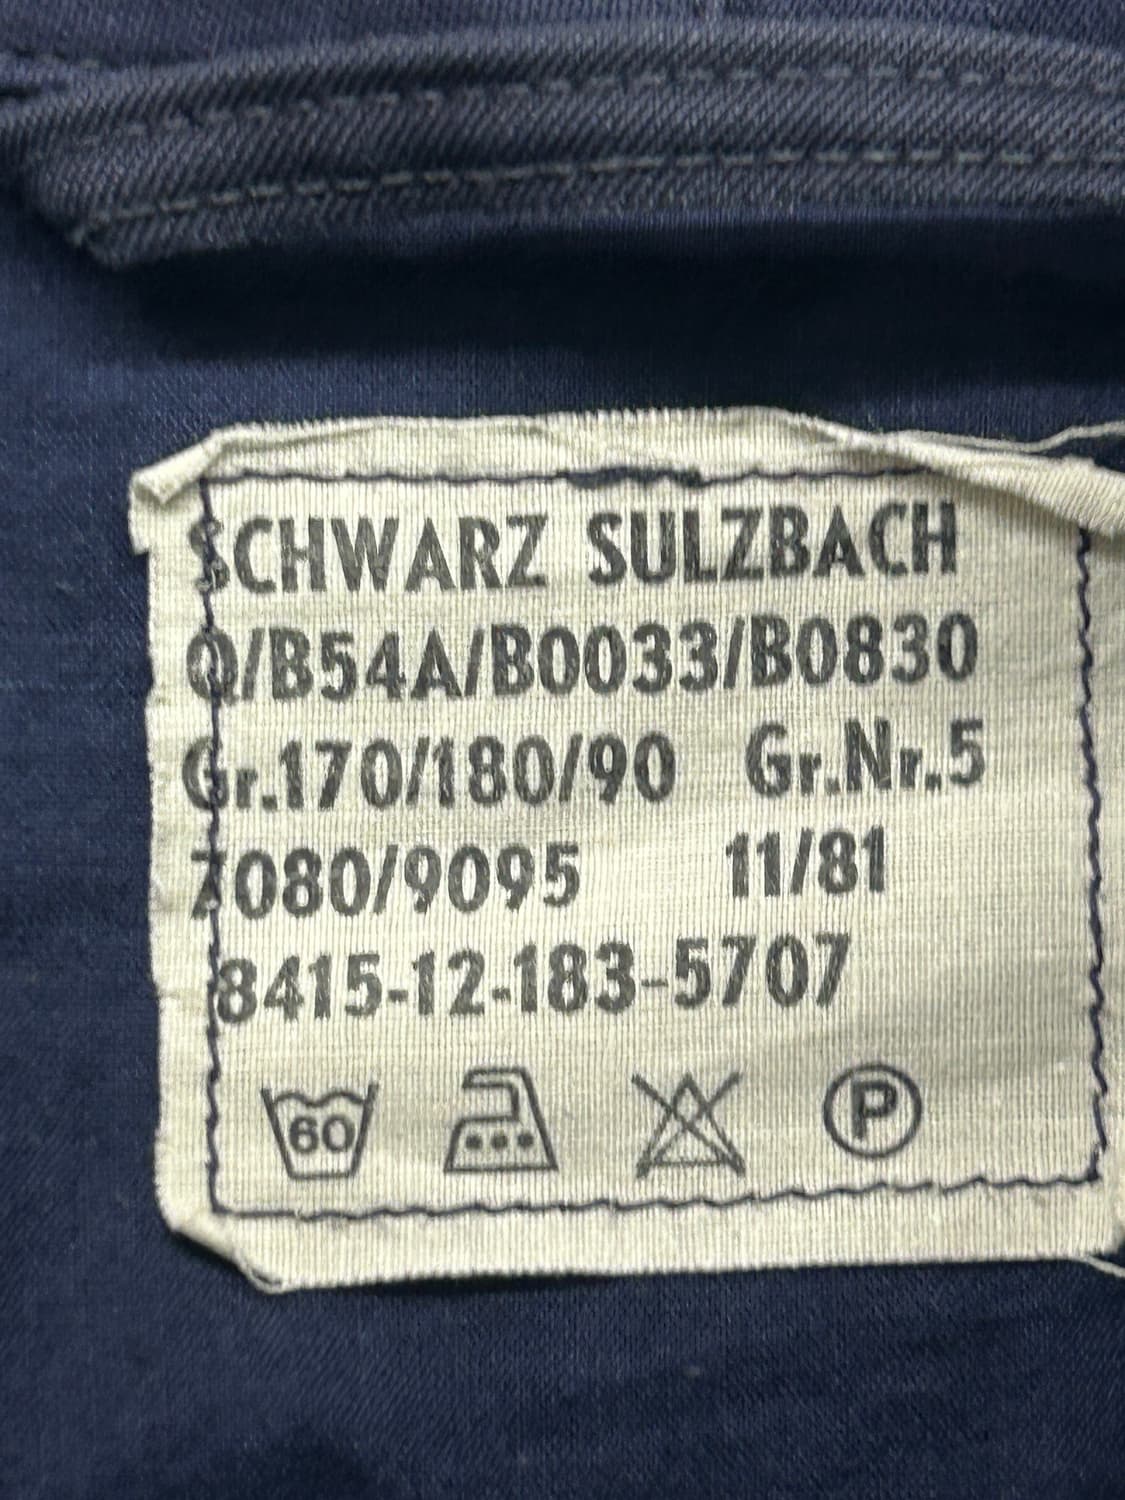 SCHWARZ SULZBACH
Q/B54A/B0033/B0830
Gr.170/180/90 Gr.Nr.5
7080/9095 11/81
8415-12-183-5707
60 P